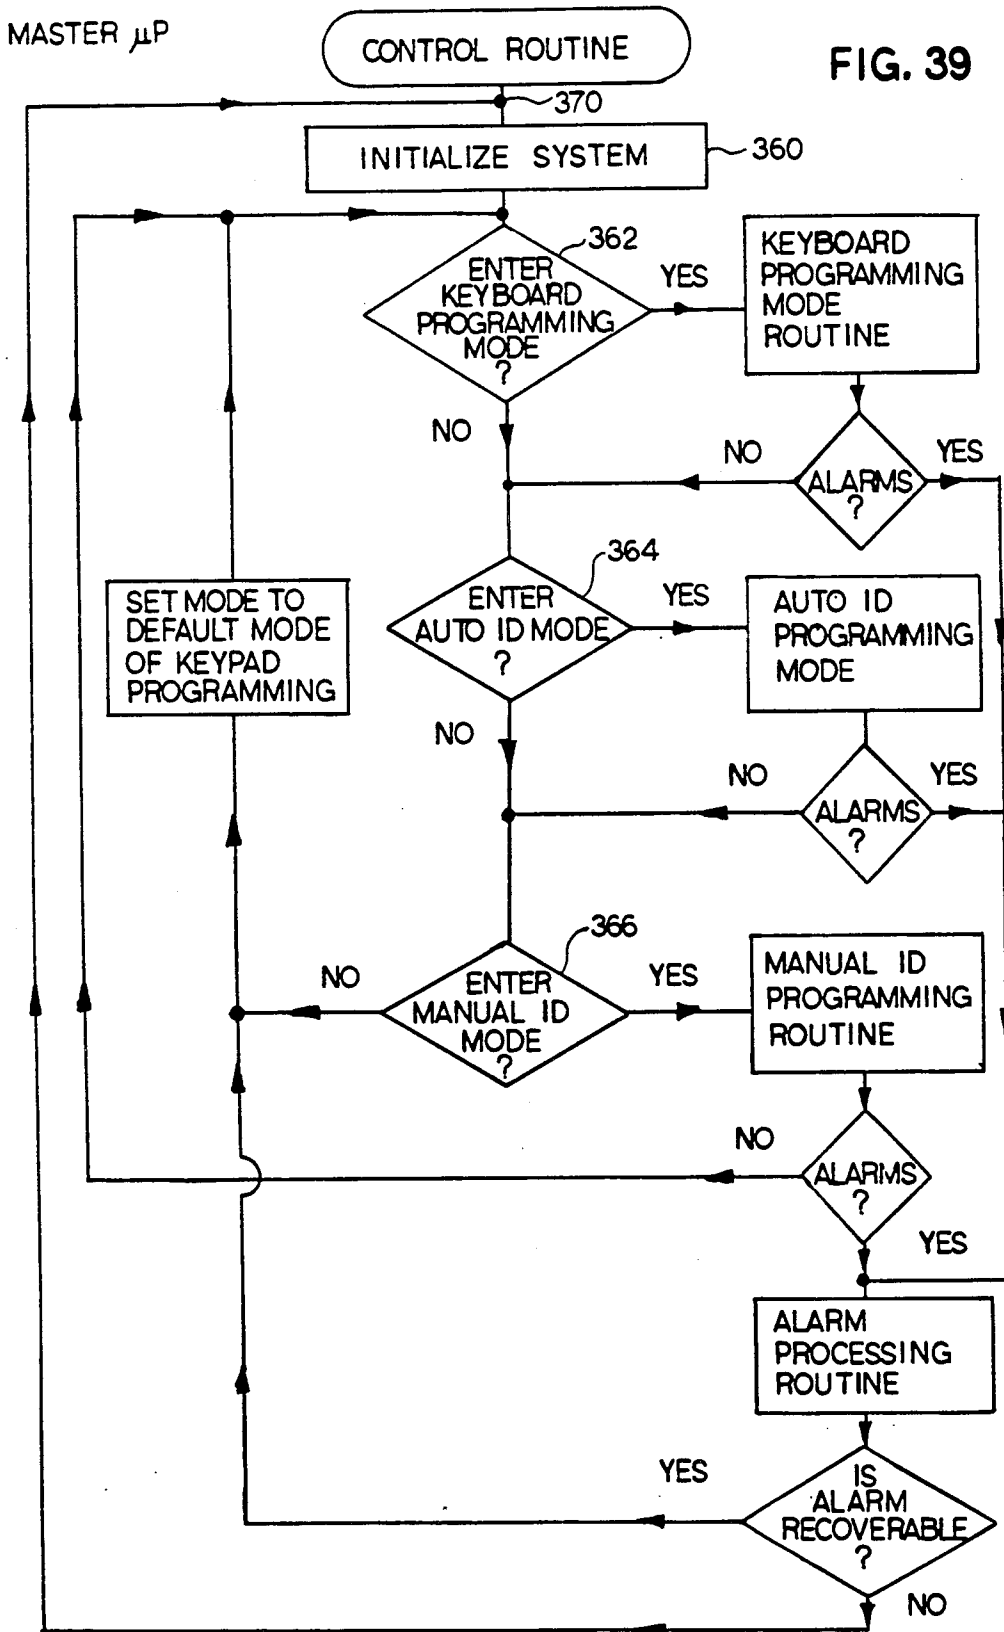 MASTER μP
CONTROL ROUTINE
FIG. 39
370
INITIALIZE SYSTEM
360
362
ENTER
KEYBOARD
PROGRAMMING
MODE
?
YES
KEYBOARD
PROGRAMMING
MODE
ROUTINE
NO
NO
ALARMS
?
YES
364
ENTER
AUTO ID MODE
?
YES
AUTO ID
PROGRAMMING
MODE
SET MODE TO
DEFAULT MODE
OF KEYPAD
PROGRAMMING
NO
NO
ALARMS
?
YES
366
NO
ENTER
MANUAL ID
MODE
?
YES
MANUAL ID
PROGRAMMING
ROUTINE
NO
ALARMS
?
YES
ALARM
PROCESSING
ROUTINE
YES
IS
ALARM
RECOVERABLE
?
NO